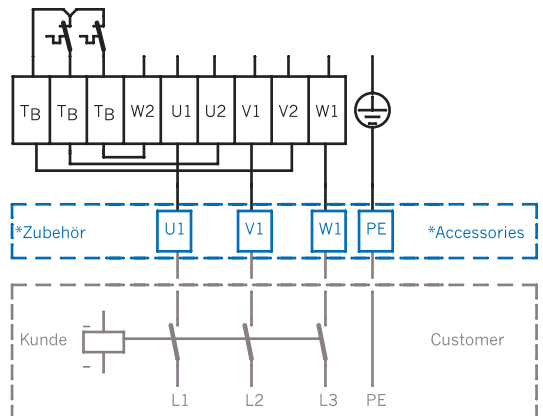 TB TB TB W2 U1 U2 V1 V2 W1
*Zubehör U1 V1 W1 PE *Accessories
Kunde Customer
L1 L2 L3 PE